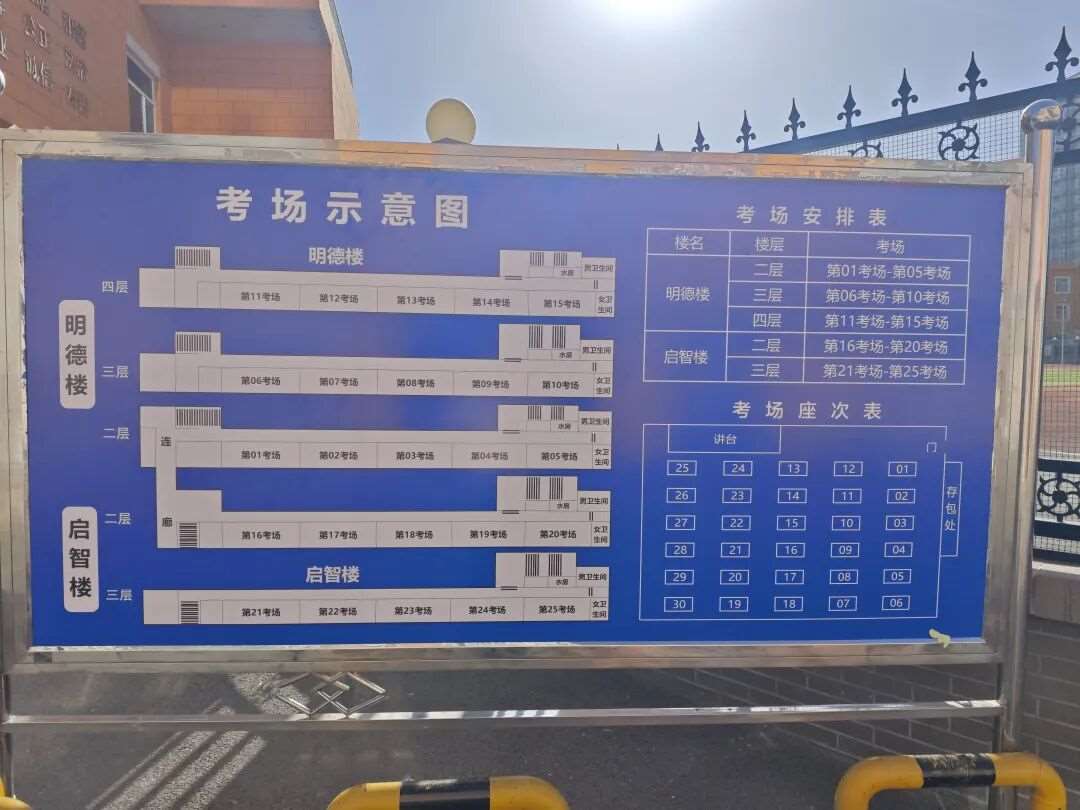 考场示意图
明德楼
四层
水房
男卫生间
第11考场 第12考场 第13考场 第14考场 第15考场
女卫
生间
明德楼
三层
水房
男卫生间
第06考场 第07考场 第08考场 第09考场 第10考场
女卫
生间
二层
水房
男卫生间
连廊
第01考场 第02考场 第03考场 第04考场 第05考场
女卫
生间
启智楼
二层
水房
男卫生间
第16考场 第17考场 第18考场 第19考场 第20考场
女卫
生间
启智楼
三层
水房
男卫生间
第21考场 第22考场 第23考场 第24考场 第25考场
女卫
生间
考场安排表
楼名 楼层 考场
明德楼 二层 第01考场-第05考场
三层 第06考场-第10考场
四层 第11考场-第15考场
启智楼 二层 第16考场-第20考场
三层 第21考场-第25考场
考场座次表
讲台
门
25 24 13 12 01
26 23 14 11 02
27 22 15 10 03
28 21 16 09 04
29 20 17 08 05
30 19 18 07 06
存包处